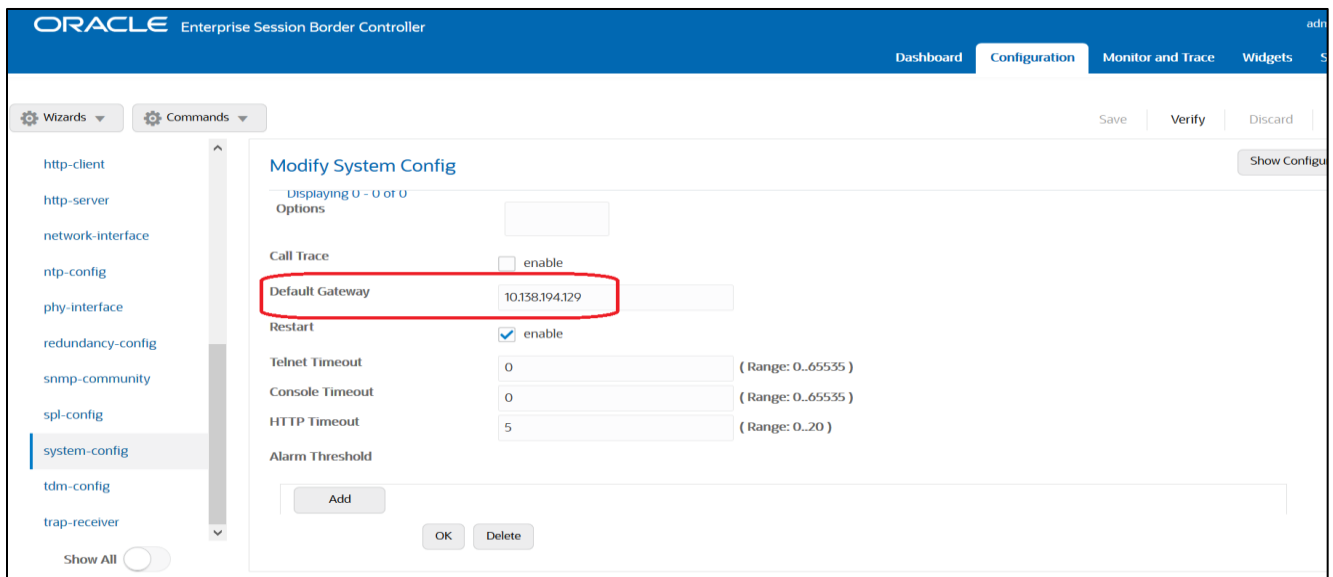 ORACLE Enterprise Session Border Controller
adn
Dashboard Configuration Monitor and Trace Widgets S
Wizards Commands Save Verify Discard
http-client
http-server
network-interface
ntp-config
phy-interface
redundancy-config
snmp-community
spl-config
system-config
tdm-config
trap-receiver
Show All
Modify System Config
Show Configu
Displaying 0 - 0 of 0
Options
Call Trace enable
Default Gateway 10.138.194.129
Restart enable
Telnet Timeout 0 ( Range: 0..65535 )
Console Timeout 0 ( Range: 0..65535 )
HTTP Timeout 5 ( Range: 0..20 )
Alarm Threshold
Add
OK Delete